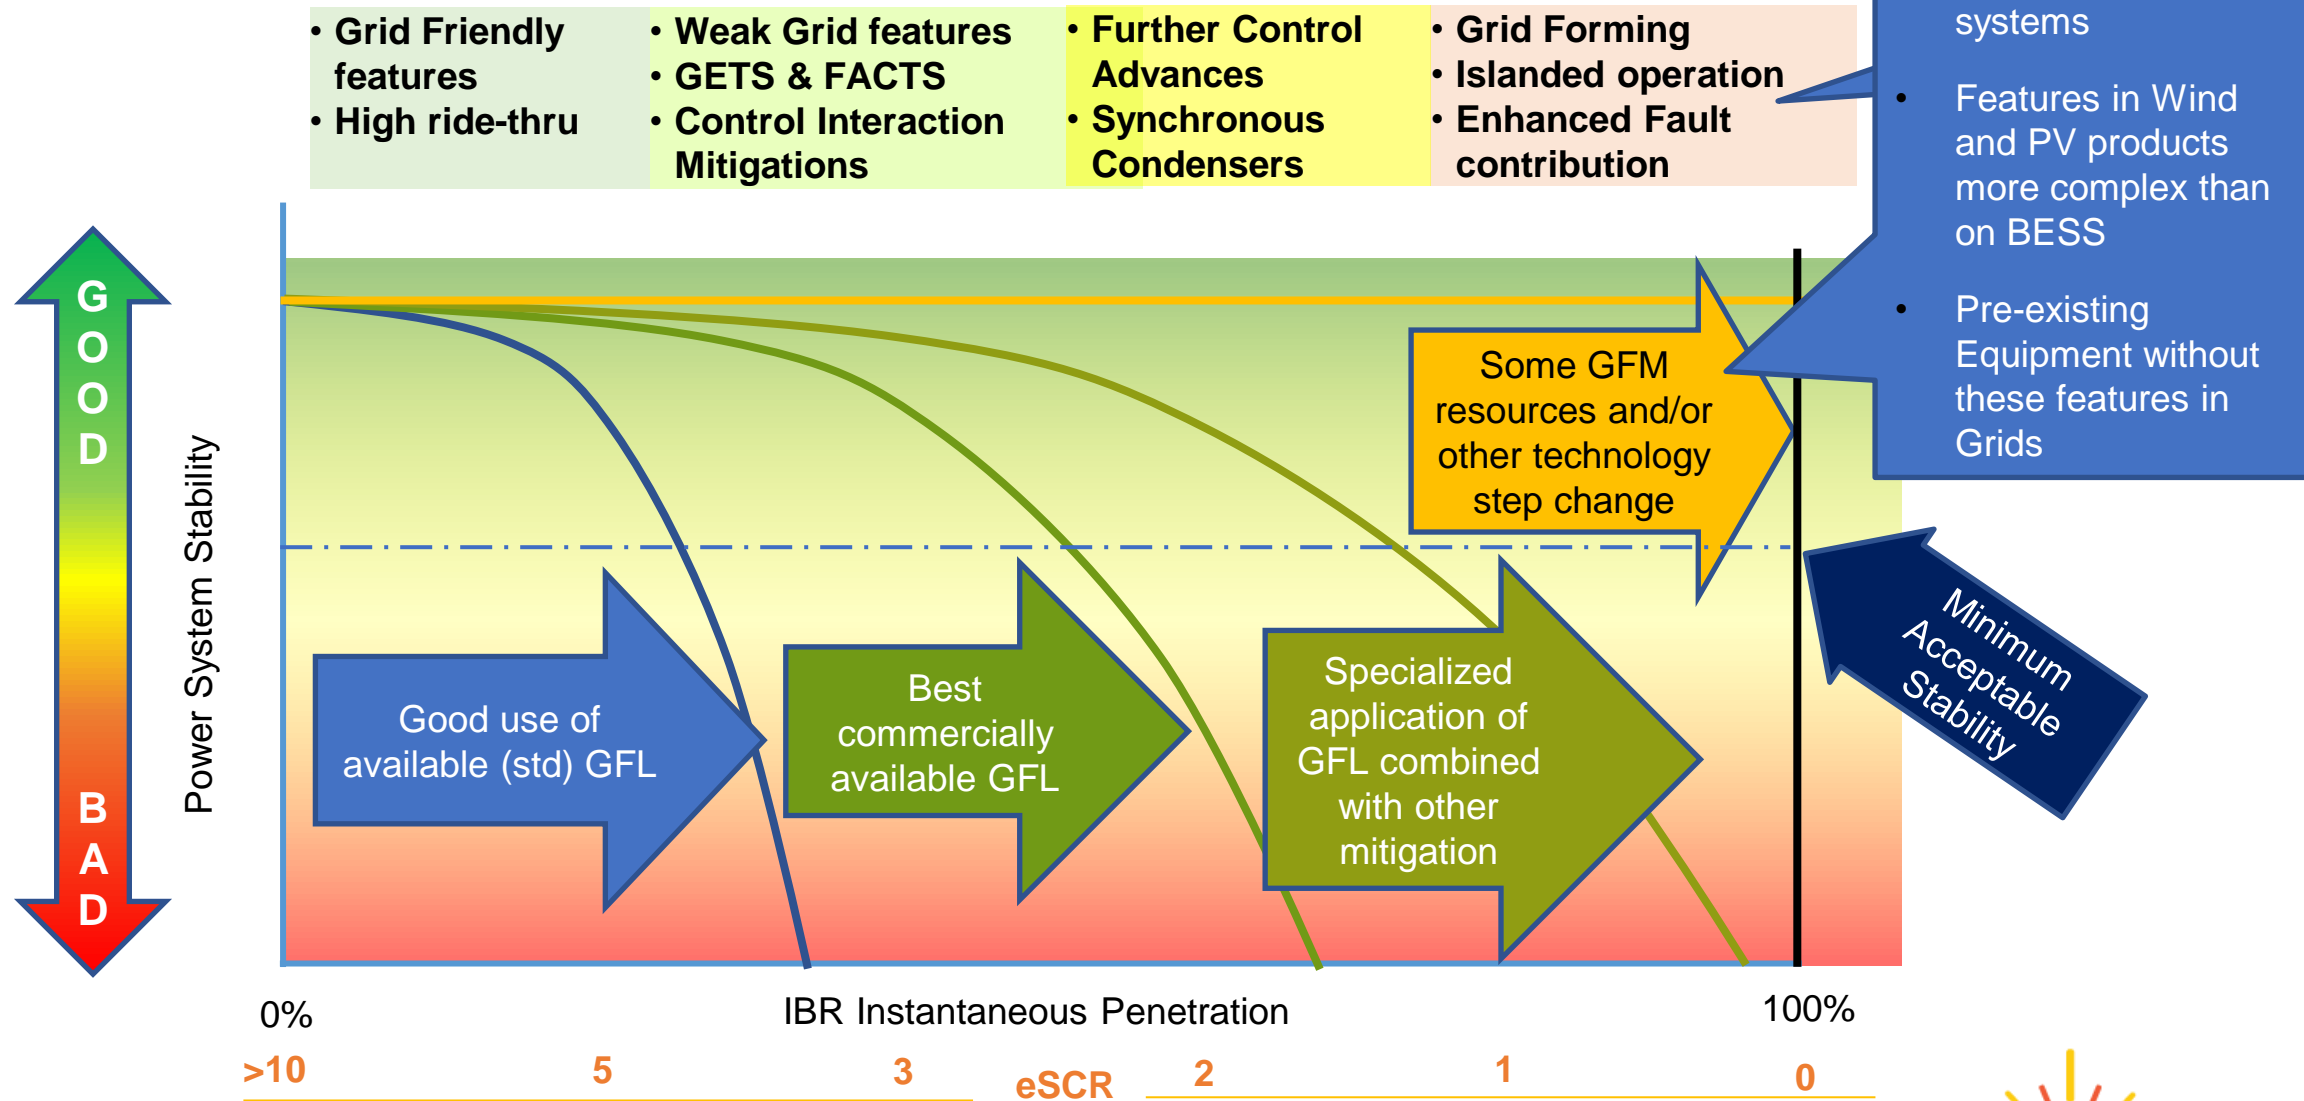 • Grid Friendly
features
• High ride-thru
• Weak Grid features
• GETS & FACTS
• Control Interaction
Mitigations
• Further Control
Advances
• Synchronous
Condensers
• Grid Forming
• Islanded operation
• Enhanced Fault
contribution
systems
• Features in Wind
and PV products
more complex than
on BESS
• Pre-existing
Equipment without
these features in
Grids
GOOD
BAD
Power System Stability
Some GFM
resources and/or
other technology
step change
Good use of
available (std) GFL
Best
commercially
available GFL
Specialized
application of
GFL combined
with other
mitigation
Minimum
Acceptable
Stability
0%
IBR Instantaneous Penetration
100%
>10 5 3 eSCR 2 1 0